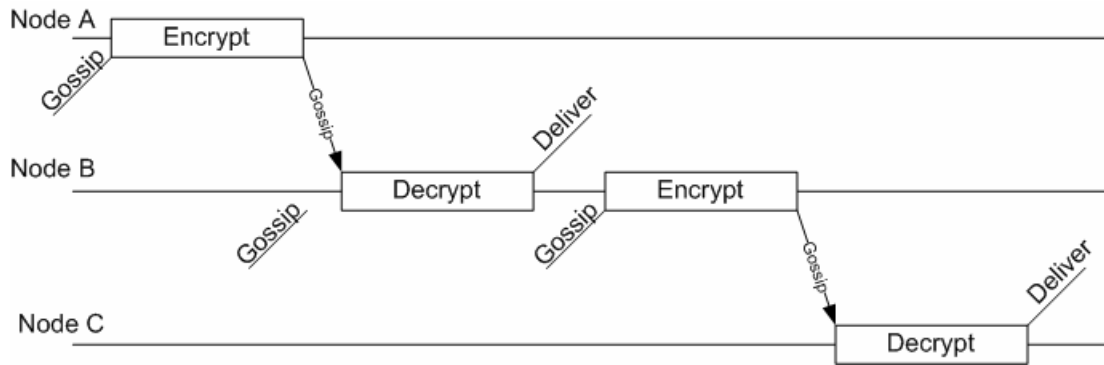 Node A
Encrypt
Gossip
Gossip
Deliver
Node B
Decrypt
Encrypt
Gossip
Gossip
Gossip
Deliver
Node C
Decrypt